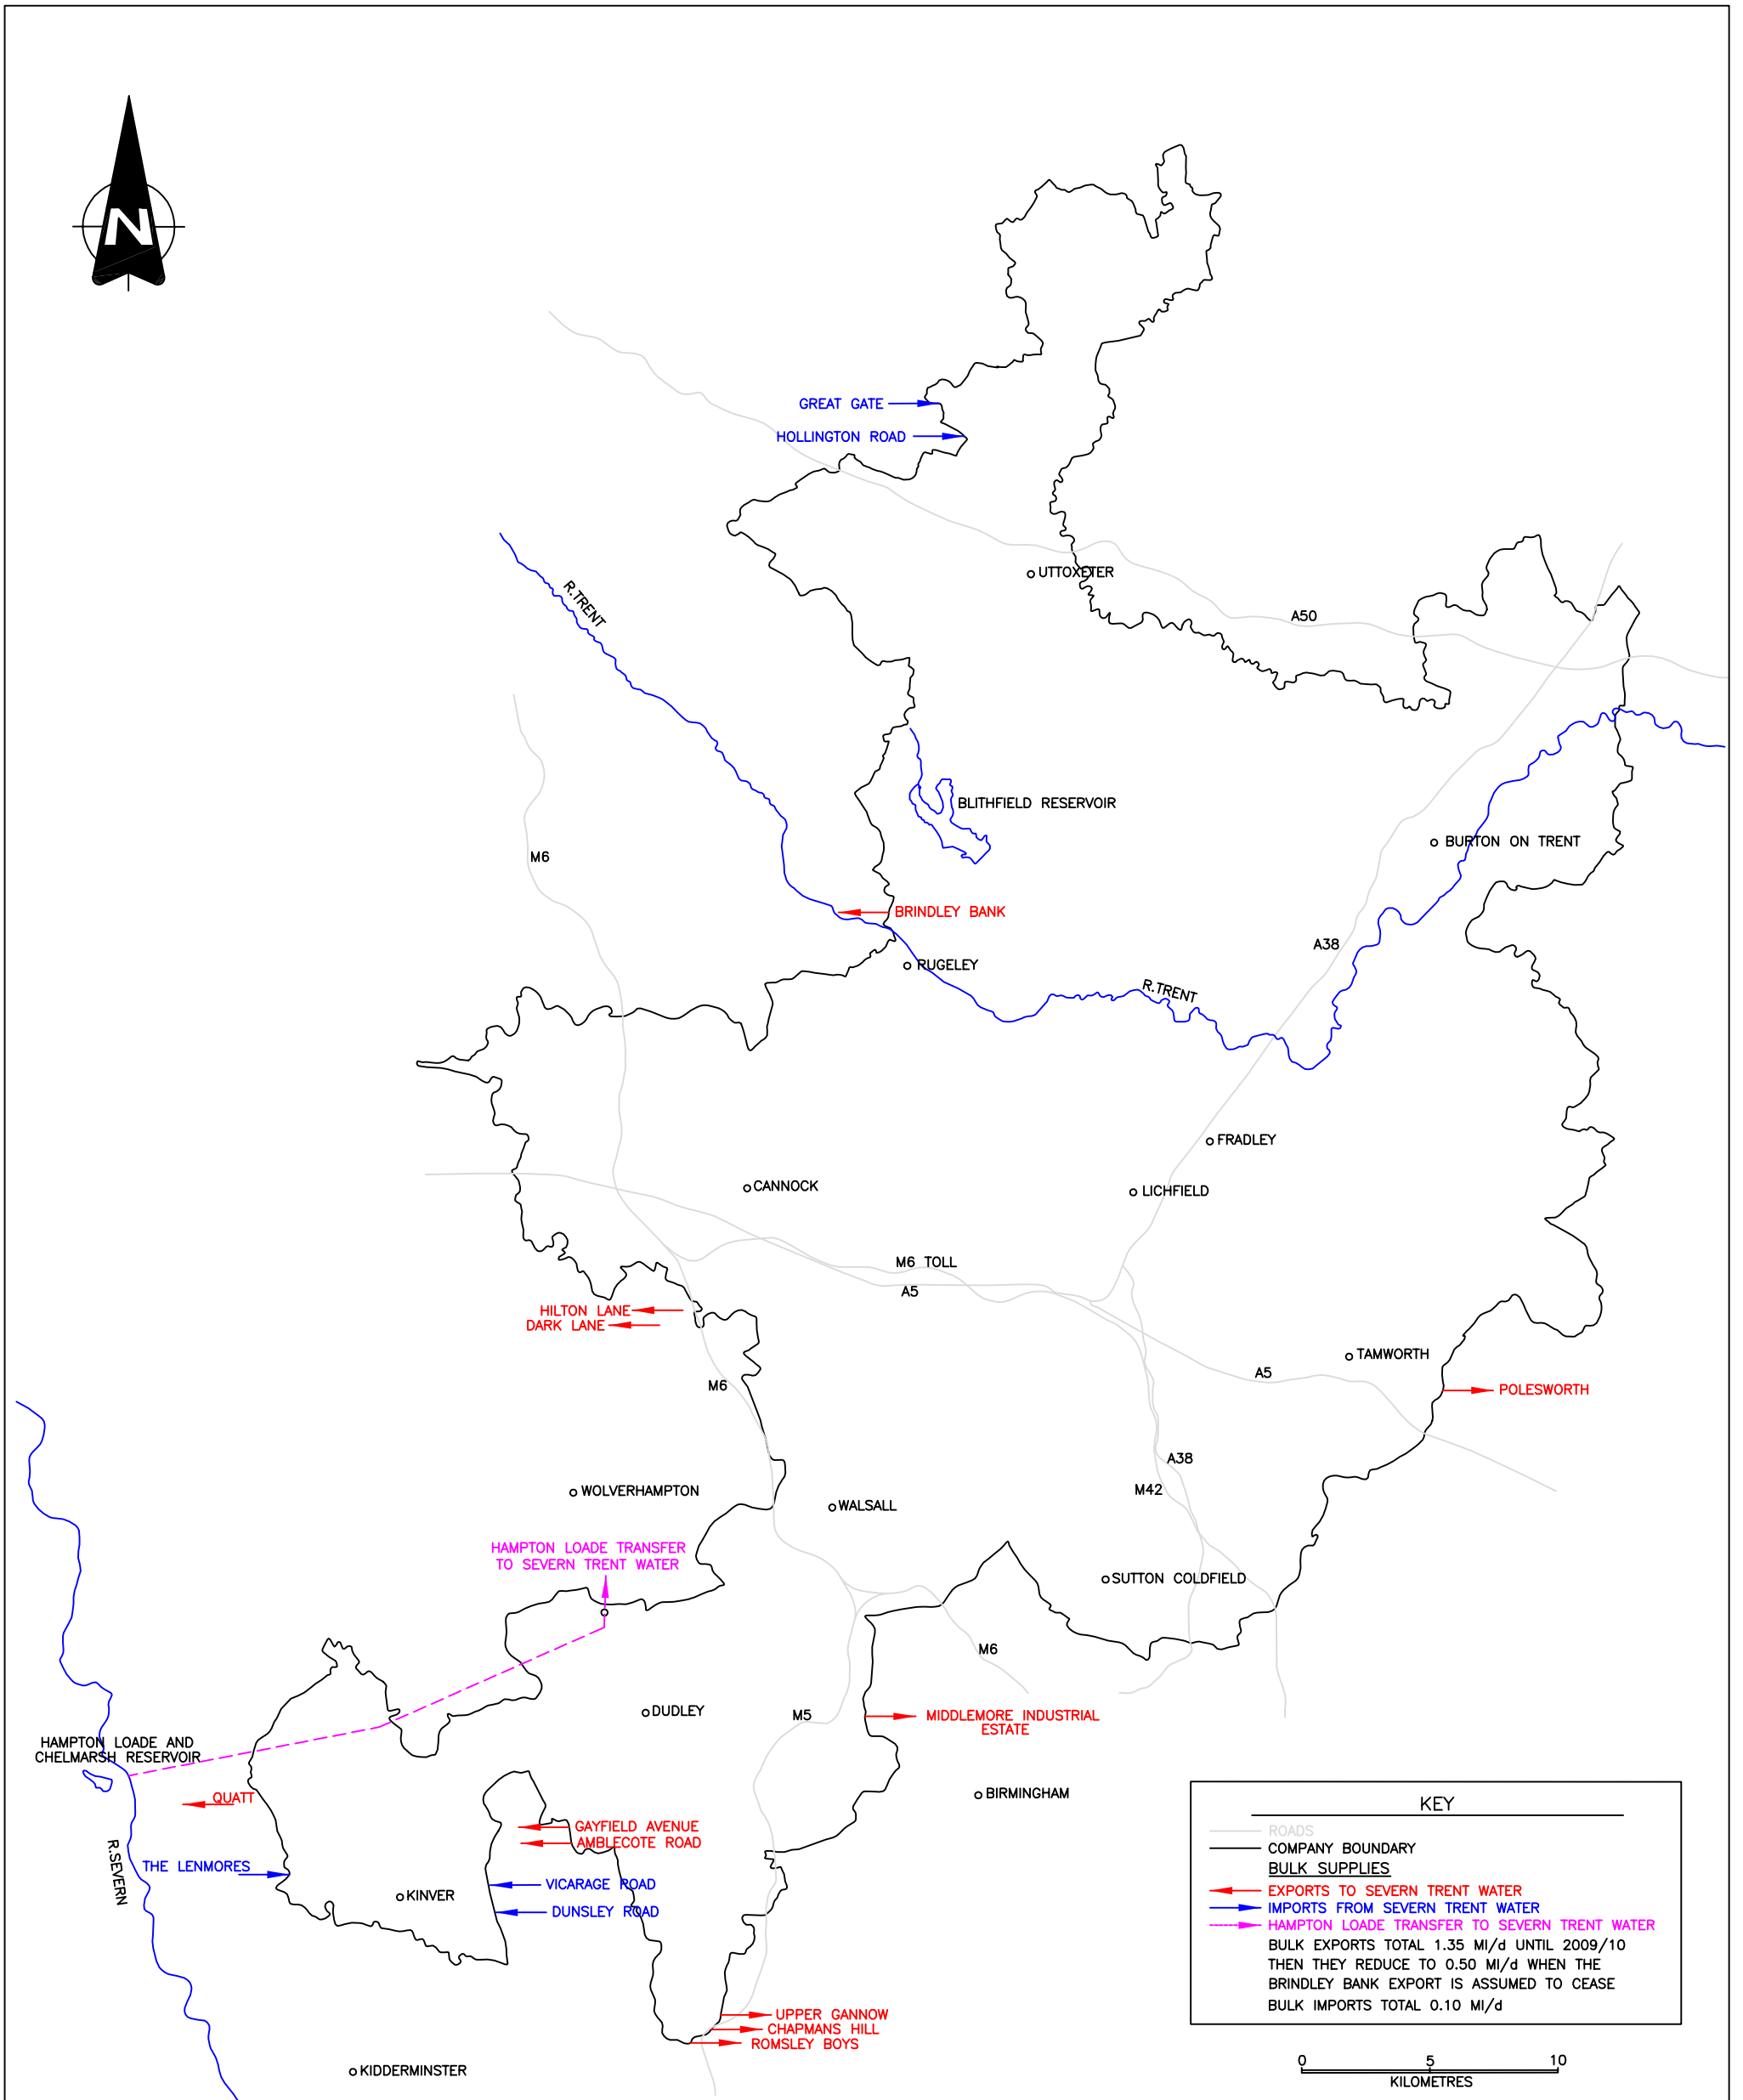 N
GREAT GATE
HOLLINGTON ROAD
UTTOXETER
R.TRENT
A50
BLITHFIELD RESERVOIR
BURTON ON TRENT
M6
BRINDLEY BANK
A38
RUGELEY
R.TRENT
FRADLEY
CANNOCK
LICHFIELD
M6 TOLL
A5
HILTON LANE
DARK LANE
TAMWORTH
A5
M6
POLESWORTH
A38
WOLVERHAMPTON
M42
WALSALL
HAMPTON LOADE TRANSFER
TO SEVERN TRENT WATER
SUTTON COLDFIELD
M6
DUDLEY
M5
MIDDLEMORE INDUSTRIAL
ESTATE
HAMPTON LOADE AND
CHELMARSH RESERVOIR
BIRMINGHAM
QUATT
GAYFIELD AVENUE
AMBLECOTE ROAD
R.SEVERN
THE LENMORES
VICARAGE ROAD
KINVER
DUNSLEY ROAD
UPPER GANNOW
CHAPMANS HILL
ROMSLEY BOYS
KIDDERMINSTER
KEY
ROADS
COMPANY BOUNDARY
BULK SUPPLIES
EXPORTS TO SEVERN TRENT WATER
IMPORTS FROM SEVERN TRENT WATER
HAMPTON LOADE TRANSFER TO SEVERN TRENT WATER
BULK EXPORTS TOTAL 1.35 Ml/d UNTIL 2009/10
THEN THEY REDUCE TO 0.50 Ml/d WHEN THE
BRINDLEY BANK EXPORT IS ASSUMED TO CEASE
BULK IMPORTS TOTAL 0.10 Ml/d
0 5 10
KILOMETRES